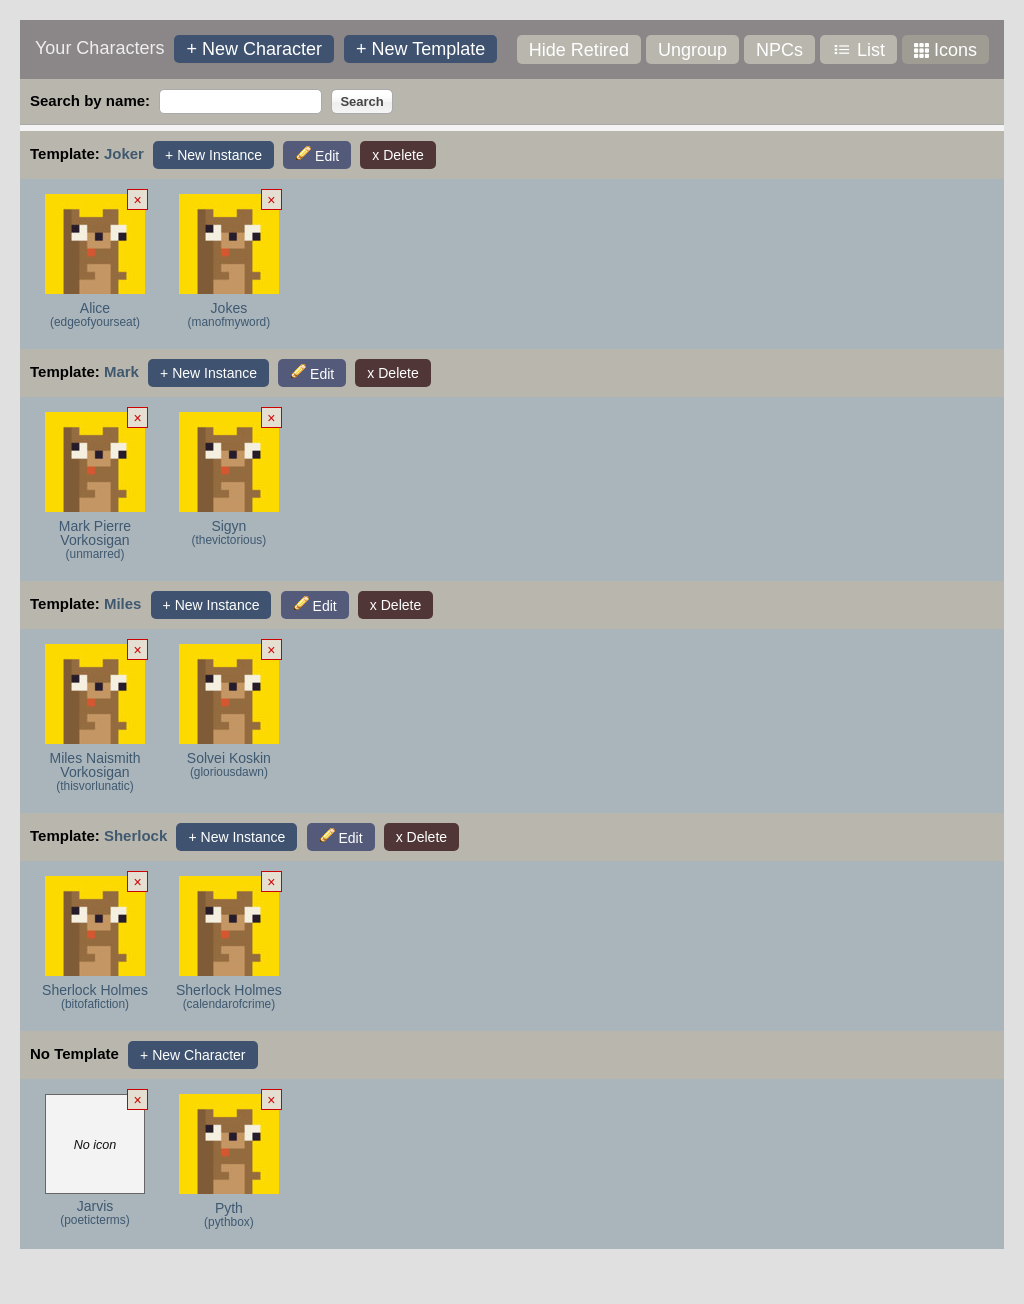 Your Characters + New Character + New Template Hide Retired Ungroup NPCs List Icons
Search by name: Search
Template: Joker + New Instance Edit x Delete
× ×
Alice Jokes
(edgeofyourseat) (manofmyword)
Template: Mark + New Instance Edit x Delete
× ×
Mark Pierre Sigyn
Vorkosigan (thevictorious)
(unmarred)
Template: Miles + New Instance Edit x Delete
× ×
Miles Naismith Solvei Koskin
Vorkosigan (gloriousdawn)
(thisvorlunatic)
Template: Sherlock + New Instance Edit x Delete
× ×
Sherlock Holmes Sherlock Holmes
(bitofafiction) (calendarofcrime)
No Template + New Character
× ×
No icon
Jarvis Pyth
(poeticterms) (pythbox)